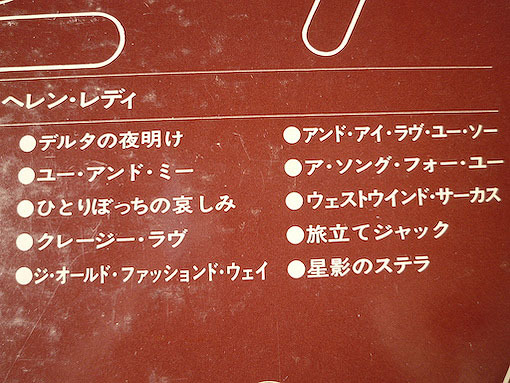 ヘレン・レディ
●デルタの夜明け
●ユー・アンド・ミー
●ひとりぼっちの哀しみ
●クレージー・ラヴ
●ジ・オールド・ファッションド・ウェイ
●アンド・アイ・ラヴ・ユー・ソー
●ア・ソング・フォー・ユー
●ウェストウインド・サーカス
●旅立てジャック
●星影のステラ